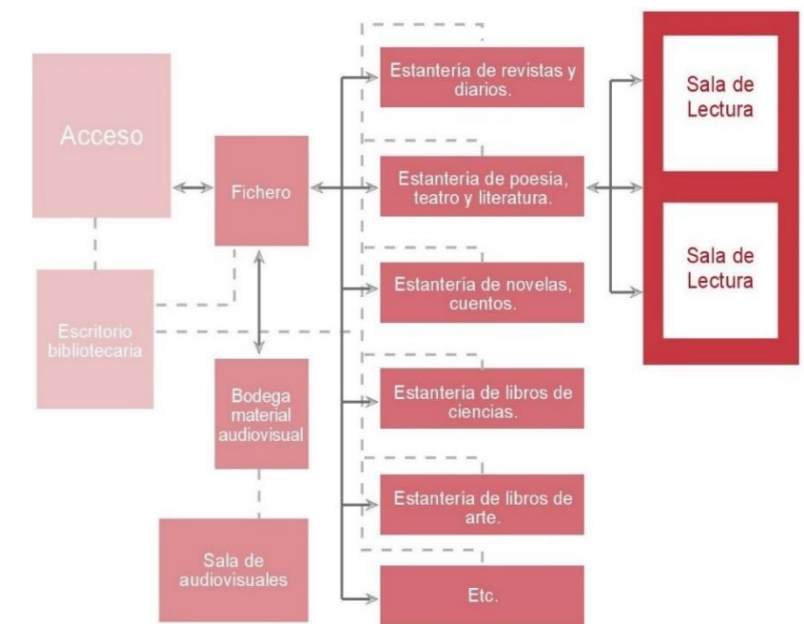 Acceso
Escritorio
bibliotecaria
Fichero
Bodega
material
audiovisual
Sala de
audiovisuales
Estantería de revistas y
diarios.
Estantería de poesía,
teatro y literatura.
Estantería de novelas,
cuentos.
Estantería de libros de
ciencias.
Estantería de libros de
arte.
Etc.
Sala de
Lectura
Sala de
Lectura